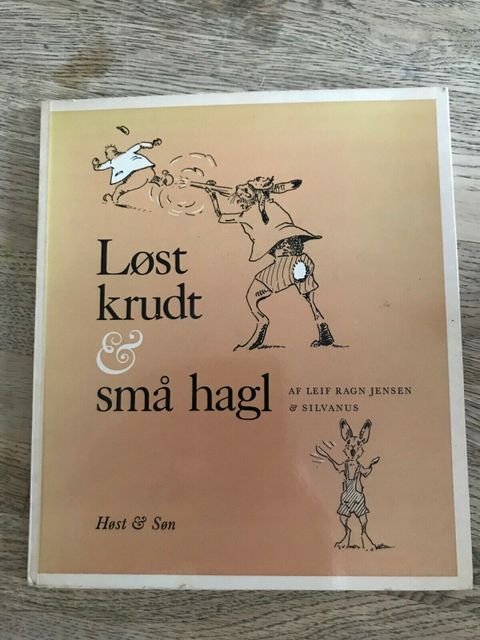 Løst
krudt
&
små hagl
AF LEIF RAGN JENSEN
& SILVANUS
Høst & Søn